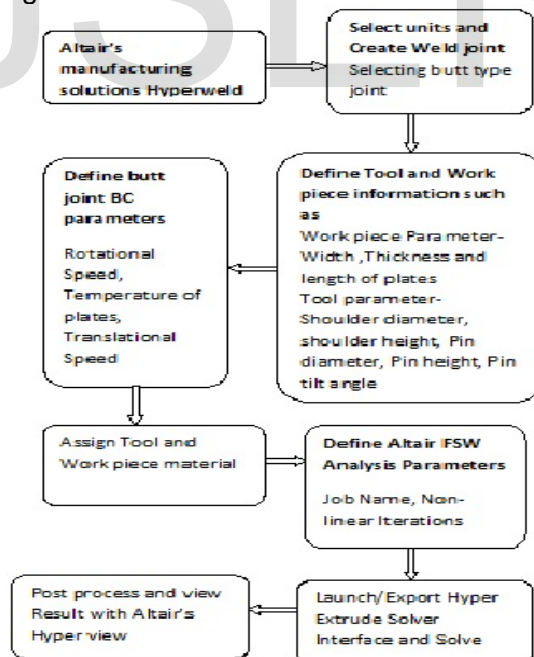 Altair's
manufacturing
solutions Hyperweld
Select units and
Create Weld joint
Selecting butt type
joint
Define Tool and Work
piece information such
as
Work piece Parameter-
Width ,Thickness and
length of plates
Tool parameter-
Shoulder diameter,
shoulder height, Pin
diameter, Pin height, Pin
tilt angle
Define butt
joint BC
parameters
Rotational
Speed,
Temperature of
plates,
Translational
Speed
Assign Tool and
Work piece material
Define Altair FSW
Analysis Parameters
Job Name, Non-
linear Iterations
Launch/Export Hyper
Extrude Solver
Interface and Solve
Post process and view
Result with Altair's
Hyper view